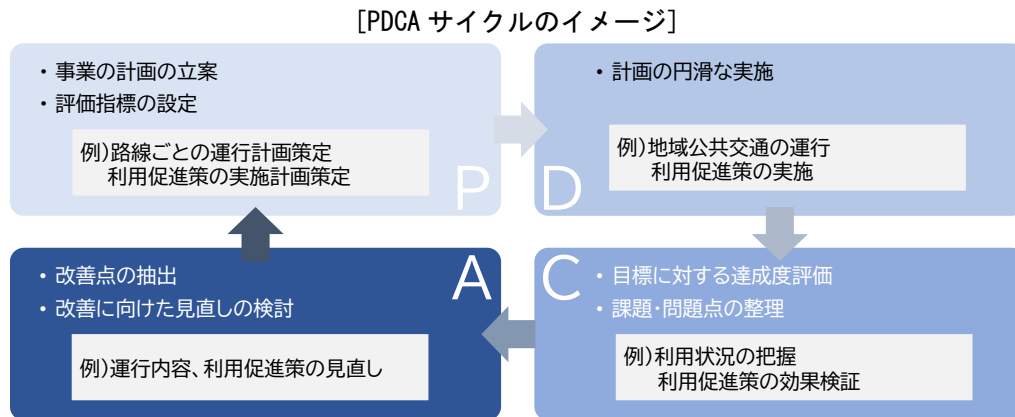 [PDCA サイクルのイメージ]
・事業の計画の立案
・評価指標の設定
例)路線ごとの運行計画策定
利用促進策の実施計画策定
P
・計画の円滑な実施
例)地域公共交通の運行
利用促進策の実施
D
・目標に対する達成度評価
・課題・問題点の整理
例)利用状況の把握
利用促進策の効果検証
C
・改善点の抽出
・改善に向けた見直しの検討
例)運行内容、利用促進策の見直し
A